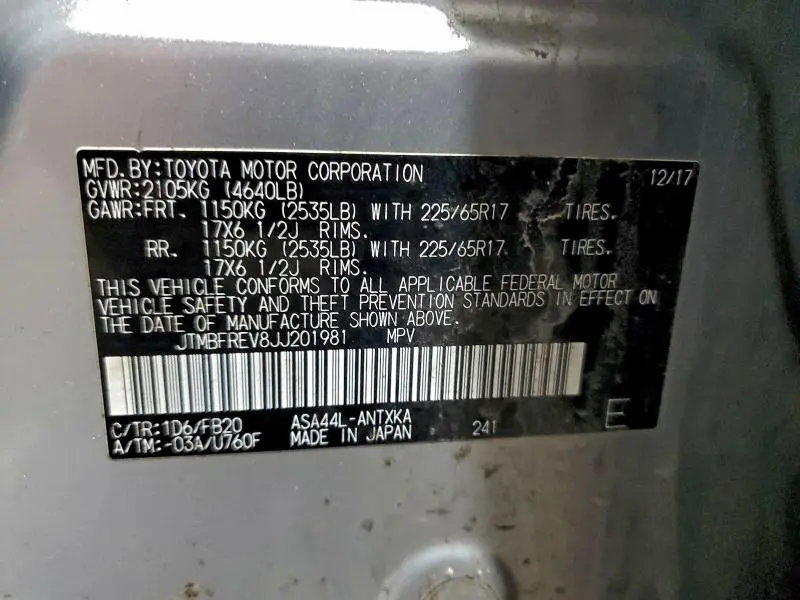 MFD.BY:TOYOTA MOTOR CORPORATION 12/17
GVWR:2105KG (4640LB)
GAWR:FRT. 1150KG (2535LB) WITH 225/65R17 TIRES.
17X6 1/2J RIMS.
RR. 1150KG (2535LB) WITH 225/65R17 TIRES.
17X6 1/2J RIMS.
THIS VEHICLE CONFORMS TO ALL APPLICABLE FEDERAL MOTOR
VEHICLE SAFETY AND THEFT PREVENTION STANDARDS IN EFFECT ON
THE DATE OF MANUFACTURE SHOWN ABOVE.
JTMBFREV8JJ201981 MPV
C/TR:1D6/FB20 ASA44L-ANTXKA
A/TM:-03A/U760F MADE IN JAPAN 241 E